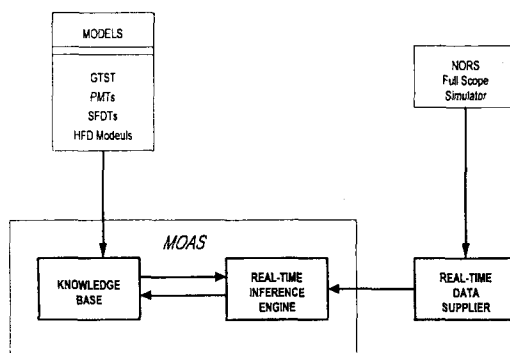 MODELS
GTST
PMTs
SFDTs
HFD Modeuls
NORS
Full Scope
Simulator
MOAS
KNOWLEDGE
BASE
REAL-TIME
INFERENCE
ENGINE
REAL-TIME
DATA
SUPPLIER